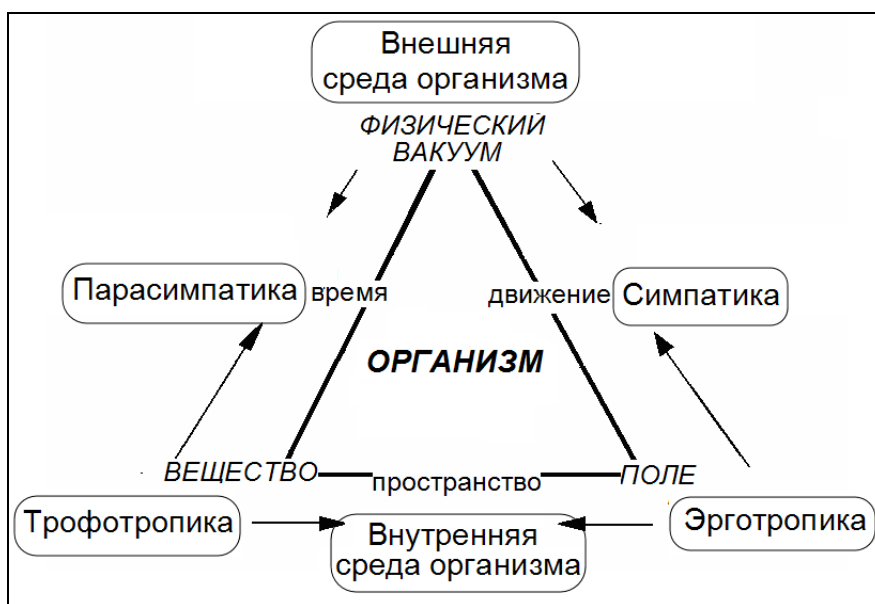 Внешняя
среда организма
ФИЗИЧЕСКИЙ
ВАКУУМ
Парасимпатика
время
движение
Симпатика
ОРГАНИЗМ
ВЕЩЕСТВО
пространство
ПОЛЕ
Трофотропика
Внутренняя
среда организма
Эрготропика